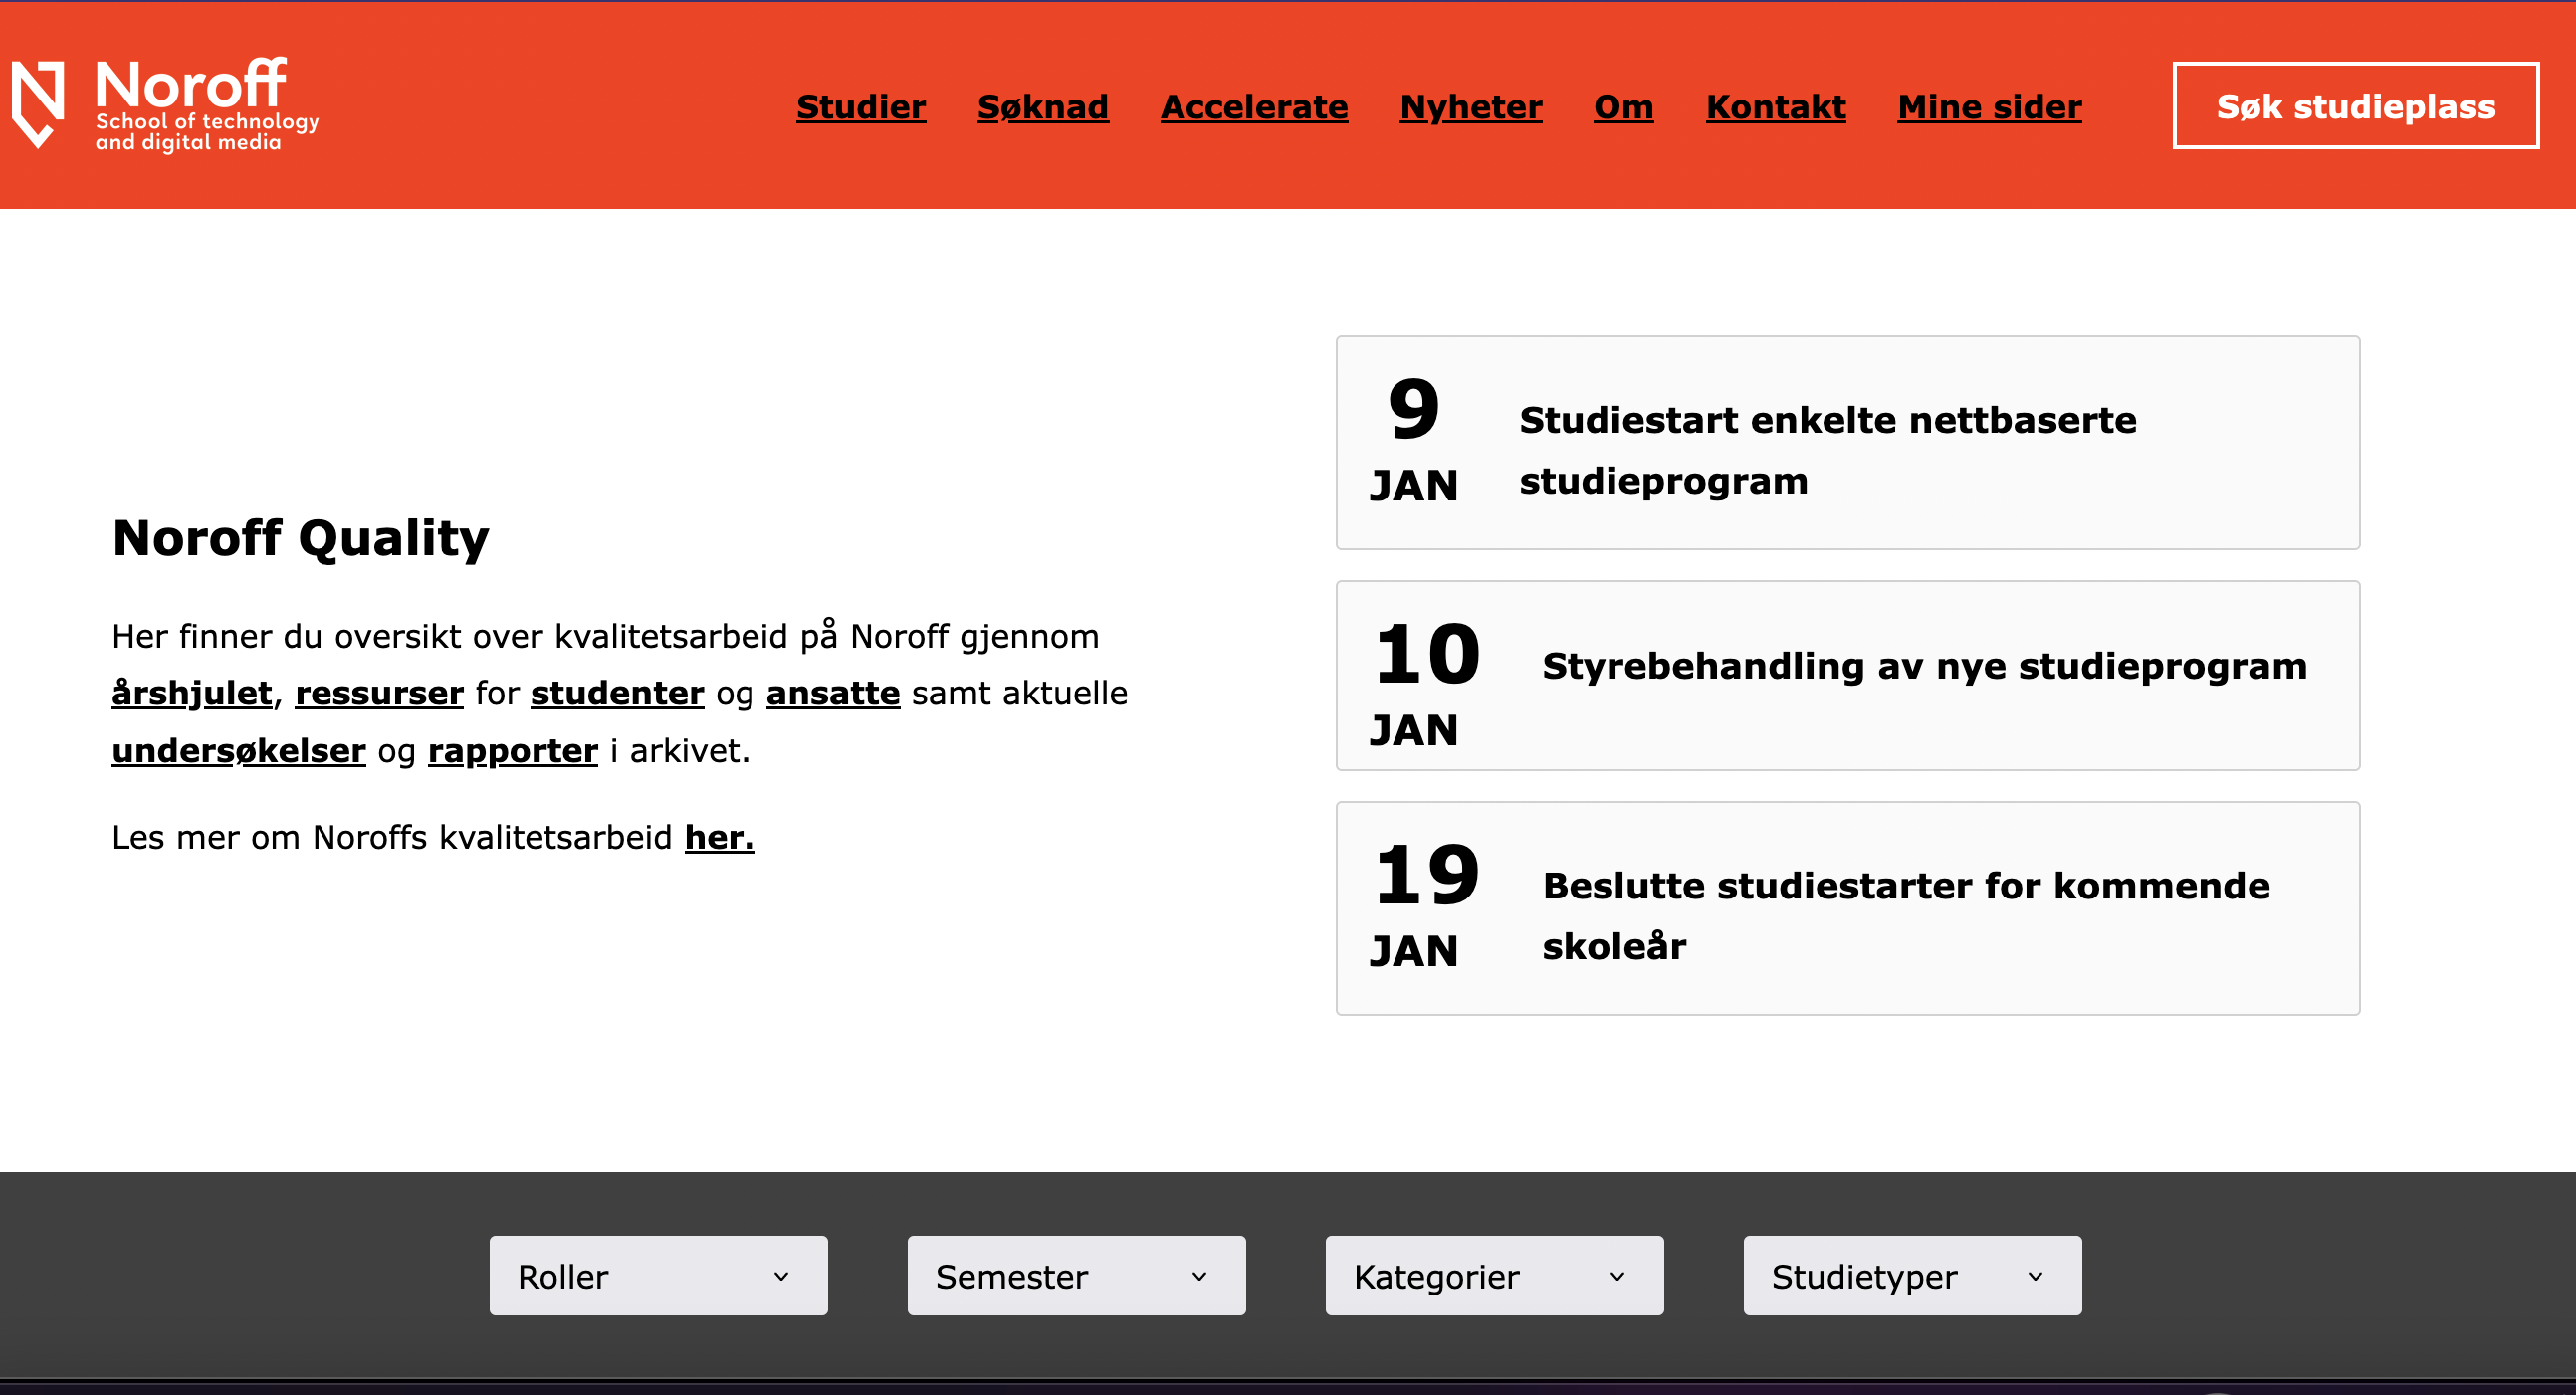 Noroff
School of technology
and digital media
Studier Søknad Accelerate Nyheter Om Kontakt Mine sider Søk studieplass
Noroff Quality
Her finner du oversikt over kvalitetsarbeid på Noroff gjennom
årshjulet, ressurser for studenter og ansatte samt aktuelle
undersøkelser og rapporter i arkivet.
Les mer om Noroffs kvalitetsarbeid her.
9
JAN
Studiestart enkelte nettbaserte
studieprogram
10
JAN
Styrebehandling av nye studieprogram
19
JAN
Beslutte studiestarter for kommende
skoleår
Roller Semester Kategorier Studietyper